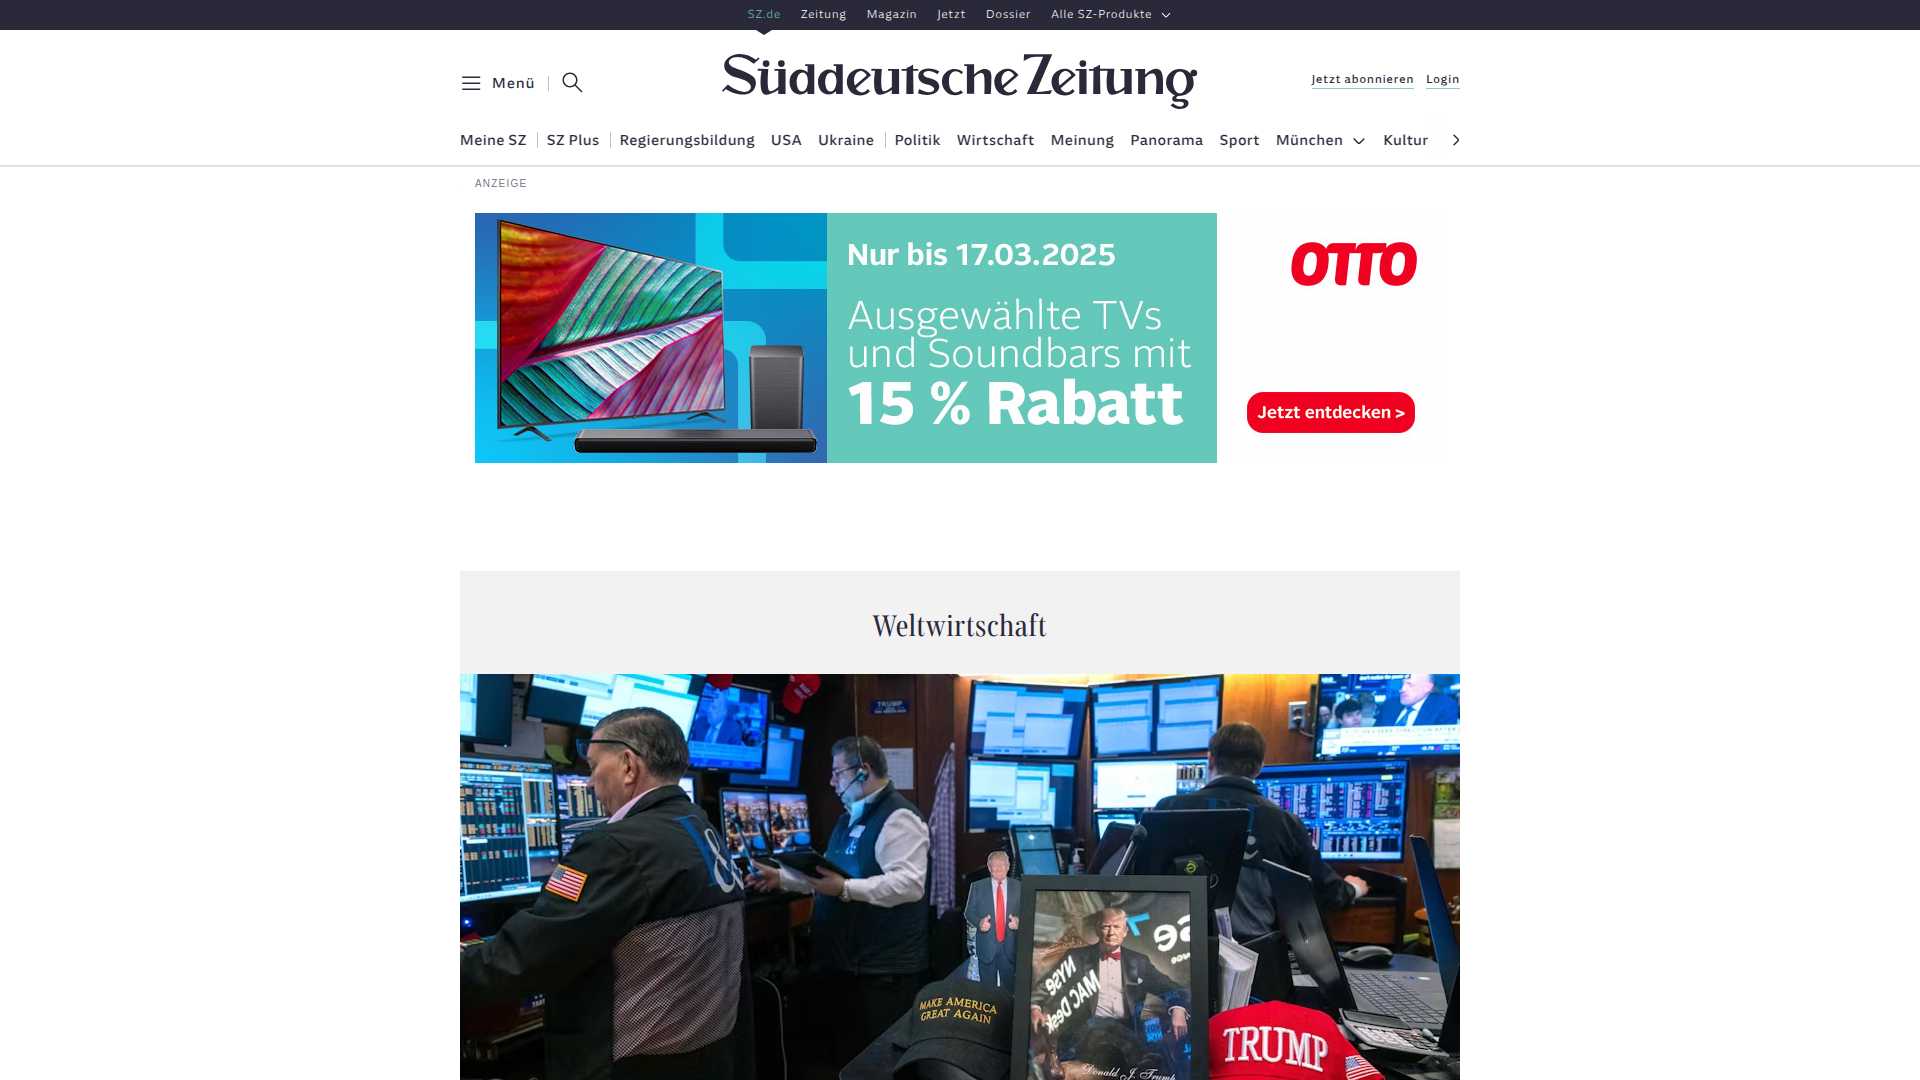 SZ.de Zeitung Magazin Jetzt Dossier Alle SZ-Produkte
Menü
Süddeutsche Zeitung
Jetzt abonnieren Login
Meine SZ SZ Plus Regierungsbildung USA Ukraine Politik Wirtschaft Meinung Panorama Sport München Kultur
ANZEIGE
Nur bis 17.03.2025
Ausgewählte TVs
und Soundbars mit
15 % Rabatt
OTTO
Jetzt entdecken >
Weltwirtschaft
TRUMP
MAKE AMERICA
GREAT AGAIN
NYSE
MAC Desk
Donald J. Trump
TRUMP